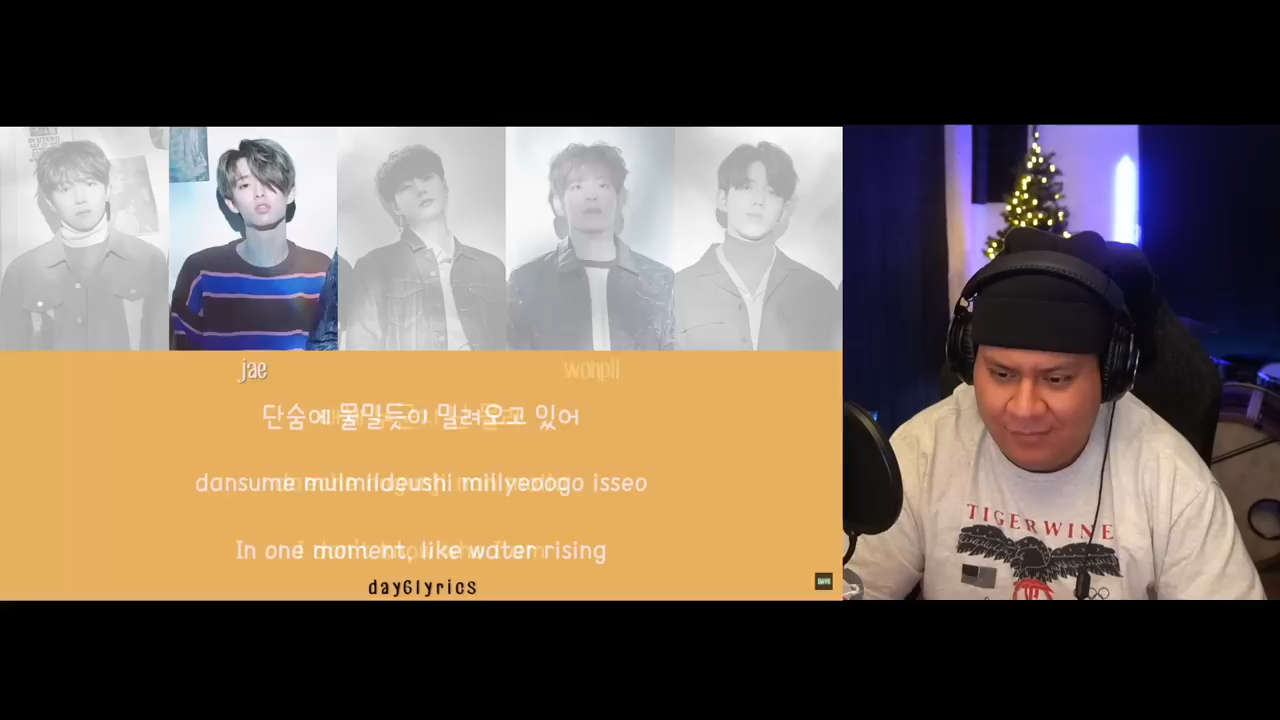 jae
wonpil
단숨에 물밀듯이 밀려오고 있어
dansume mulmildeushi millyeoogo isseo
In one moment, like water rising
day6lyrics
DAY6
TIGERWINE